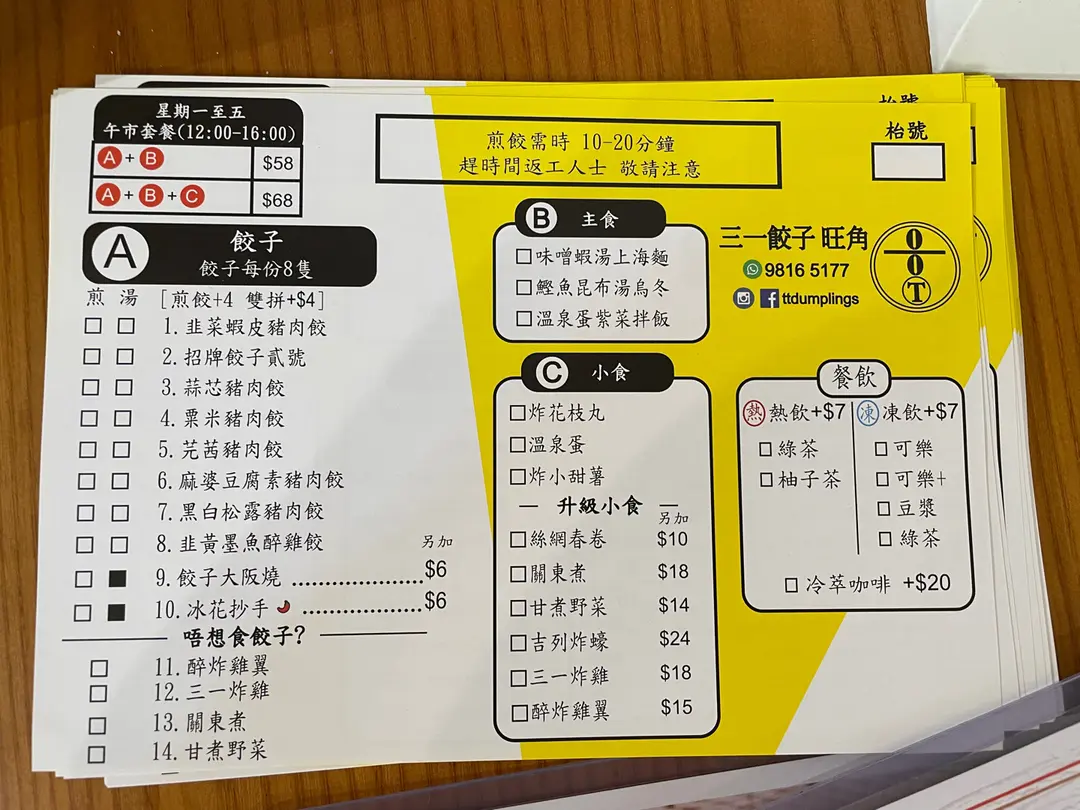 星期一至五
午市套餐(12:00-16:00)
A + B $58
A + B + C $68
煎餃需時 10-20分鐘
趕時間返工人士 敬請注意
枱號
枱號
A 餃子
餃子每份8隻
煎 湯 [煎餃+4 雙拼+$4]
1. 韭菜蝦皮豬肉餃
2. 招牌餃子貳號
3. 蒜芯豬肉餃
4. 粟米豬肉餃
5. 芫茜豬肉餃
6. 麻婆豆腐素豬肉餃
7. 黑白松露豬肉餃
8. 韭黃墨魚醉雞餃
另加
9. 餃子大阪燒 ........................$6
10. 冰花抄手 ......................$6
唔想食餃子?
11. 醉炸雞翼
12. 三一炸雞
13. 關東煮
14. 甘煮野菜
B 主食
味噌蝦湯上海麵
鰹魚昆布湯烏冬
溫泉蛋紫菜拌飯
C 小食
炸花枝丸
溫泉蛋
炸小甜薯
升級小食
另加
絲網春卷 $10
關東煮 $18
甘煮野菜 $14
吉列炸蠔 $24
三一炸雞 $18
醉炸雞翼 $15
三一餃子 旺角
9816 5177
ttdumplings
O
O
T
餐飲
熱 熱飲+$7
綠茶
柚子茶
凍 凍飲+$7
可樂
可樂+
豆漿
綠茶
冷萃咖啡 +$20